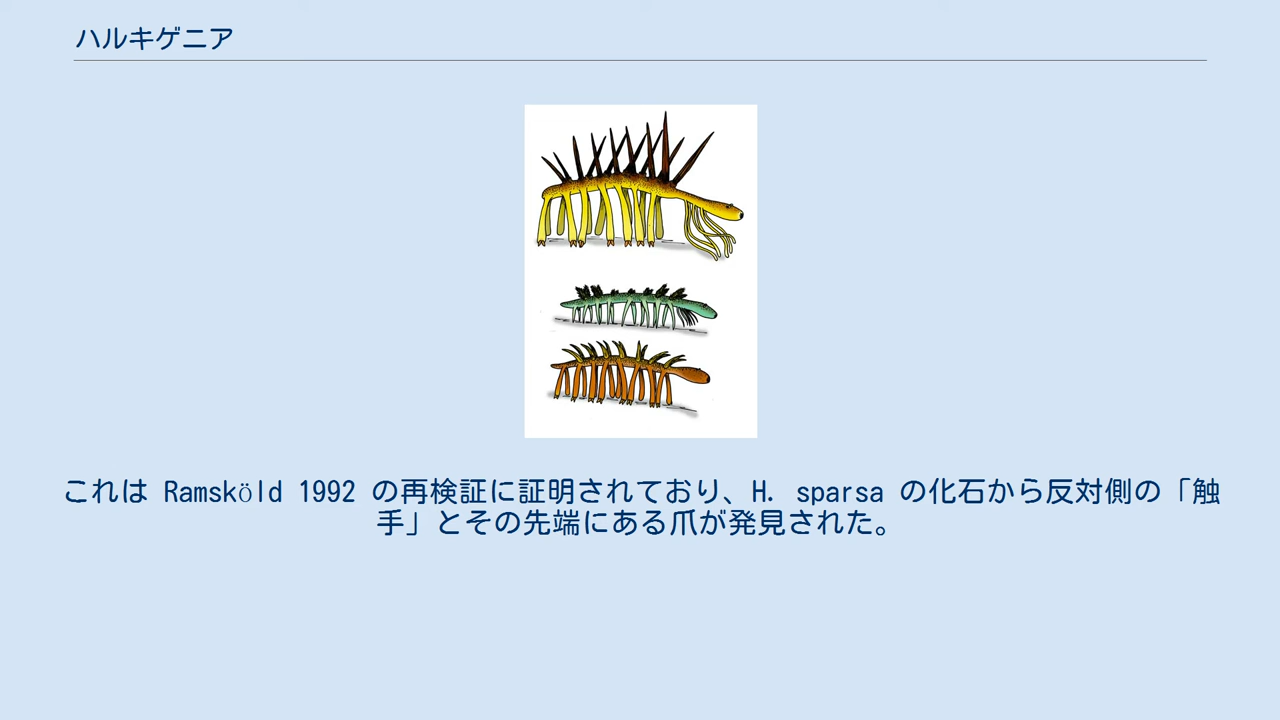 ハルキゲニア
これは Ramsköld 1992 の再検証に証明されており、H. sparsa の化石から反対側の「触
手」とその先端にある爪が発見された。